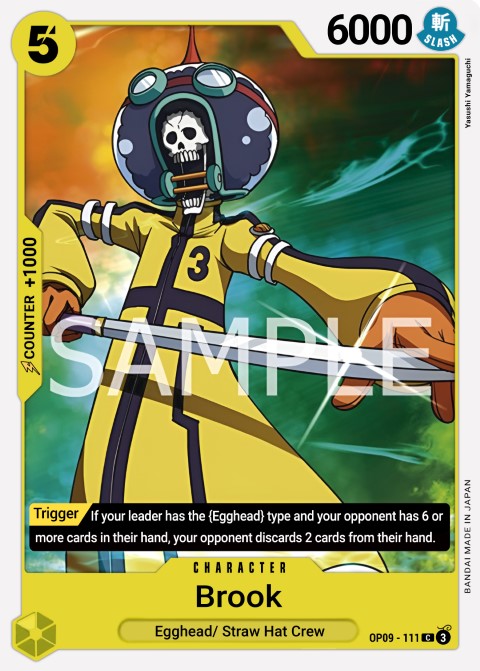 5
6000
斬
SLASH
Yasushi Yamaguchi
3
COUNTER +1000
SAMPLE
Trigger If your leader has the {Egghead} type and your opponent has 6 or
more cards in their hand, your opponent discards 2 cards from their hand.
BANDAI MADE IN JAPAN
CHARACTER
Brook
Egghead/ Straw Hat Crew
OP09 - 111 C 3